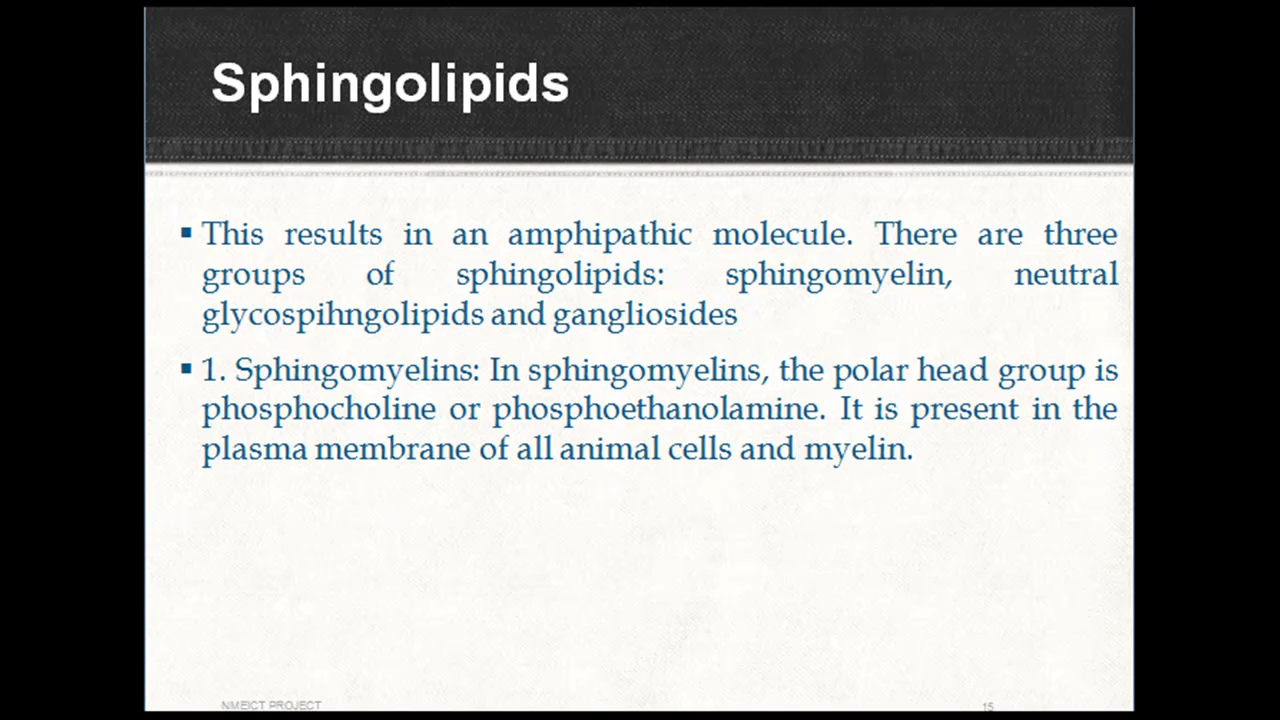 Sphingolipids
▪ This results in an amphipathic molecule. There are three
groups of sphingolipids: sphingomyelin, neutral
glycospihngolipids and gangliosides
▪ 1. Sphingomyelins: In sphingomyelins, the polar head group is
phosphocholine or phosphoethanolamine. It is present in the
plasma membrane of all animal cells and myelin.
NMEICT PROJECT
15